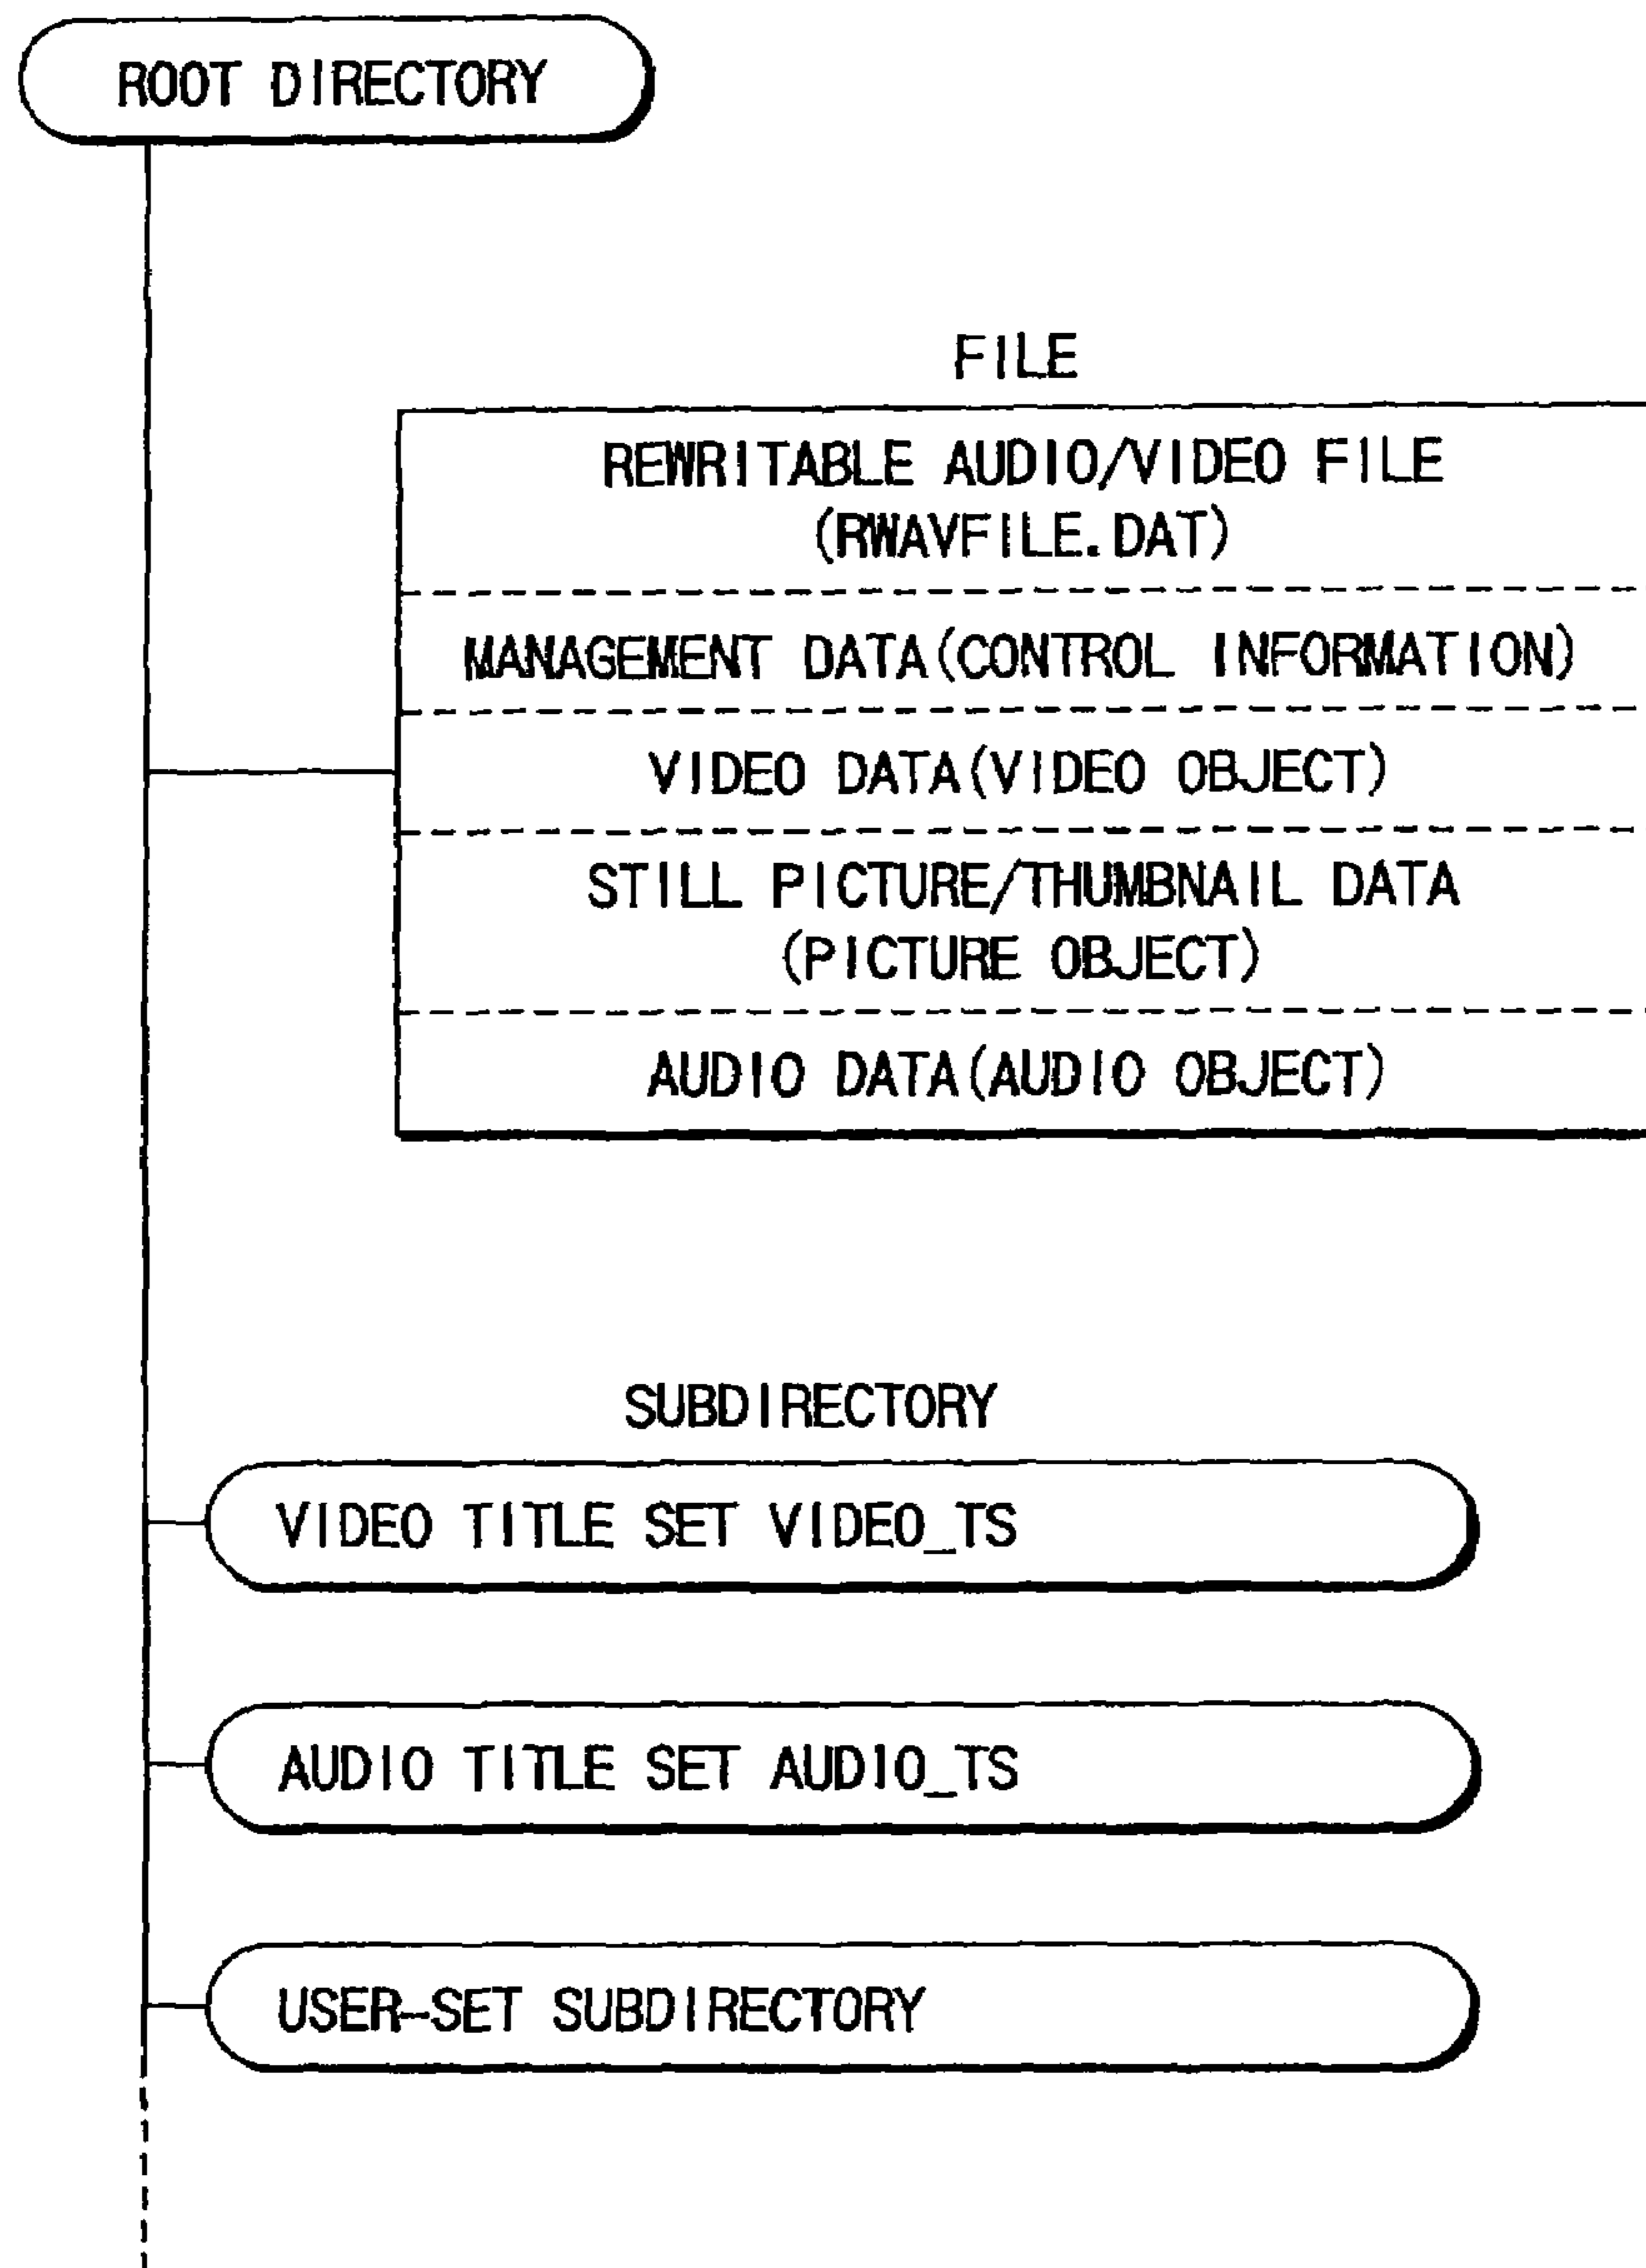 ROOT DIRECTORY
FILE
REWRITABLE AUDIO/VIDEO FILE
(RWAVFILE.DAT)
MANAGEMENT DATA(CONTROL INFORMATION)
VIDEO DATA(VIDEO OBJECT)
STILL PICTURE/THUMBNAIL DATA
(PICTURE OBJECT)
AUDIO DATA(AUDIO OBJECT)
SUBDIRECTORY
VIDEO TITLE SET VIDEO_TS
AUDIO TITLE SET AUDIO_TS
USER-SET SUBDIRECTORY